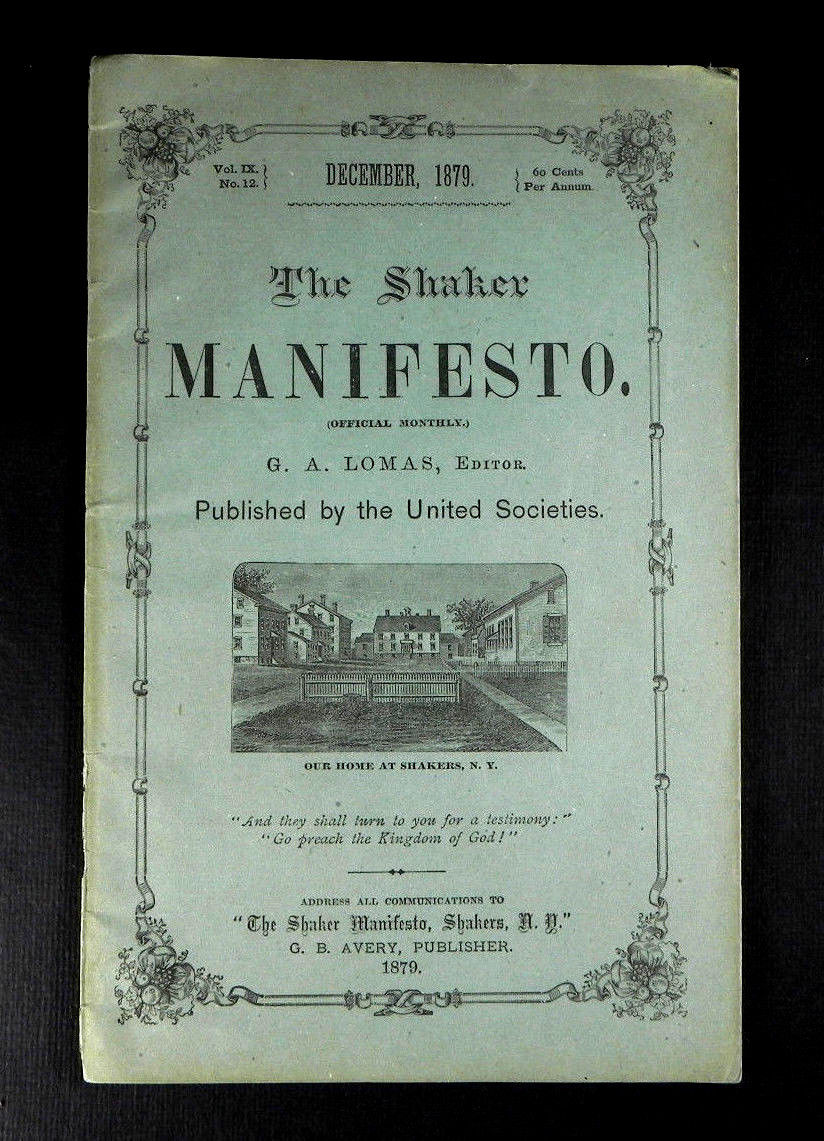 Vol. IX.
No. 12.
DECEMBER, 1879.
60 Cents
Per Annum.
The Shaker
MANIFESTO.
(OFFICIAL MONTHLY.)
G. A. LOMAS, EDITOR.
Published by the United Societies.
OUR HOME AT SHAKERS, N. Y.
"And they shall turn to you for a testimony:"
"Go preach the Kingdom of God!"
ADDRESS ALL COMMUNICATIONS TO
"The Shaker Manifesto, Shakers, N. Y."
G. B. AVERY, PUBLISHER.
1879.